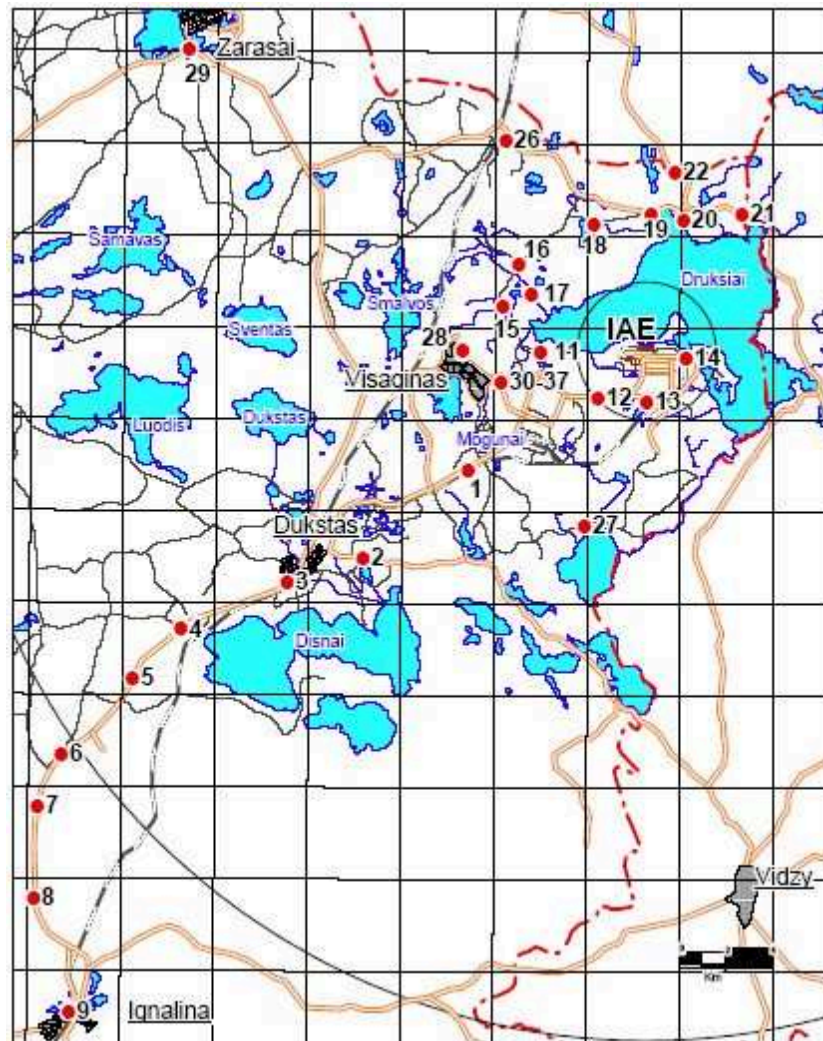 Zarasai
29
26
22
21
20
19
18
Samavas
16
Druksiai
17
Smalvos
15
Sventas
IAE
28
11
14
Visaginas
30-37
12
13
Luodis
Dukstas
Mogunai
1
Dukstas
27
2
3
4
Disnai
5
6
7
Vidzy
8
Km
9
Ignalina